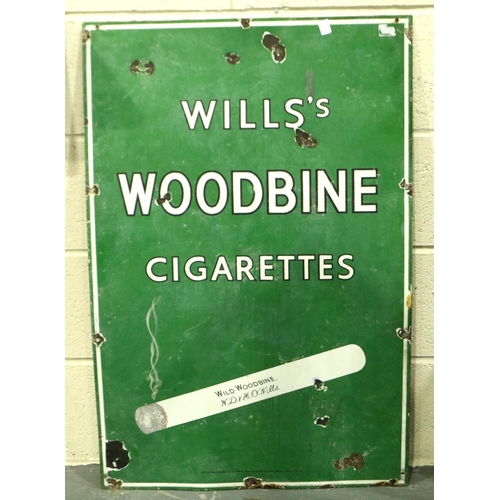 WILLS's
WOODBINE
CIGARETTES
WILD WOODBINE.
W.D. & H.O. Wills.